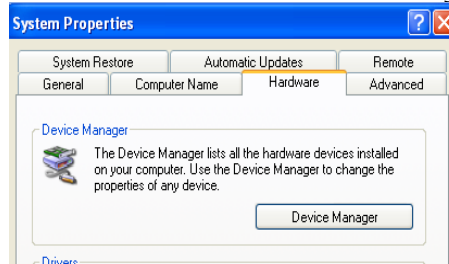 System Properties
System Restore Automatic Updates Remote
General Computer Name Hardware Advanced
Device Manager
The Device Manager lists all the hardware devices installed
on your computer. Use the Device Manager to change the
properties of any device.
Device Manager
Drivers